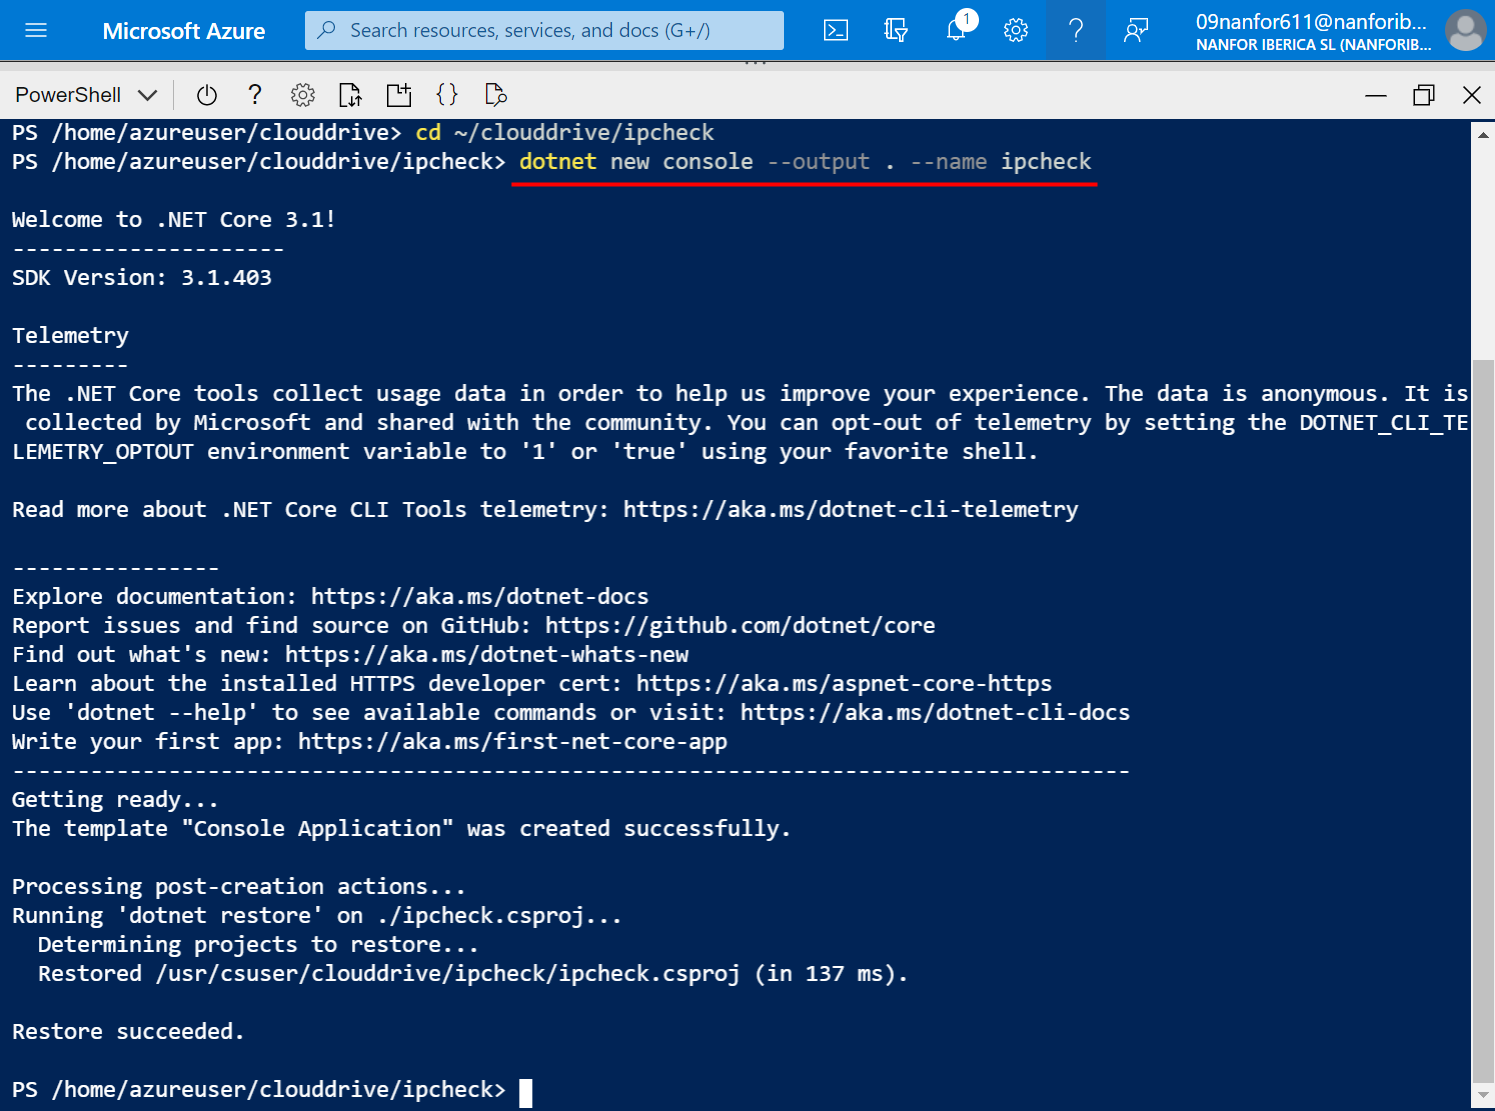 Microsoft Azure
Search resources, services, and docs (G+/)
1
09nanfor611@nanforib...
NANFOR IBERICA SL (NANFORIB...
PowerShell
PS /home/azureuser/clouddrive> cd ~/clouddrive/ipcheck
PS /home/azureuser/clouddrive/ipcheck> dotnet new console --output . --name ipcheck
Welcome to .NET Core 3.1!
---------------------
SDK Version: 3.1.403
Telemetry
---------
The .NET Core tools collect usage data in order to help us improve your experience. The data is anonymous. It is
collected by Microsoft and shared with the community. You can opt-out of telemetry by setting the DOTNET_CLI_TE
LEMETRY_OPTOUT environment variable to '1' or 'true' using your favorite shell.
Read more about .NET Core CLI Tools telemetry: https://aka.ms/dotnet-cli-telemetry
----------------
Explore documentation: https://aka.ms/dotnet-docs
Report issues and find source on GitHub: https://github.com/dotnet/core
Find out what's new: https://aka.ms/dotnet-whats-new
Learn about the installed HTTPS developer cert: https://aka.ms/aspnet-core-https
Use 'dotnet --help' to see available commands or visit: https://aka.ms/dotnet-cli-docs
Write your first app: https://aka.ms/first-net-core-app
--------------------------------------------------------------------------------------
Getting ready...
The template "Console Application" was created successfully.
Processing post-creation actions...
Running 'dotnet restore' on ./ipcheck.csproj...
Determining projects to restore...
Restored /usr/csuser/clouddrive/ipcheck/ipcheck.csproj (in 137 ms).
Restore succeeded.
PS /home/azureuser/clouddrive/ipcheck>